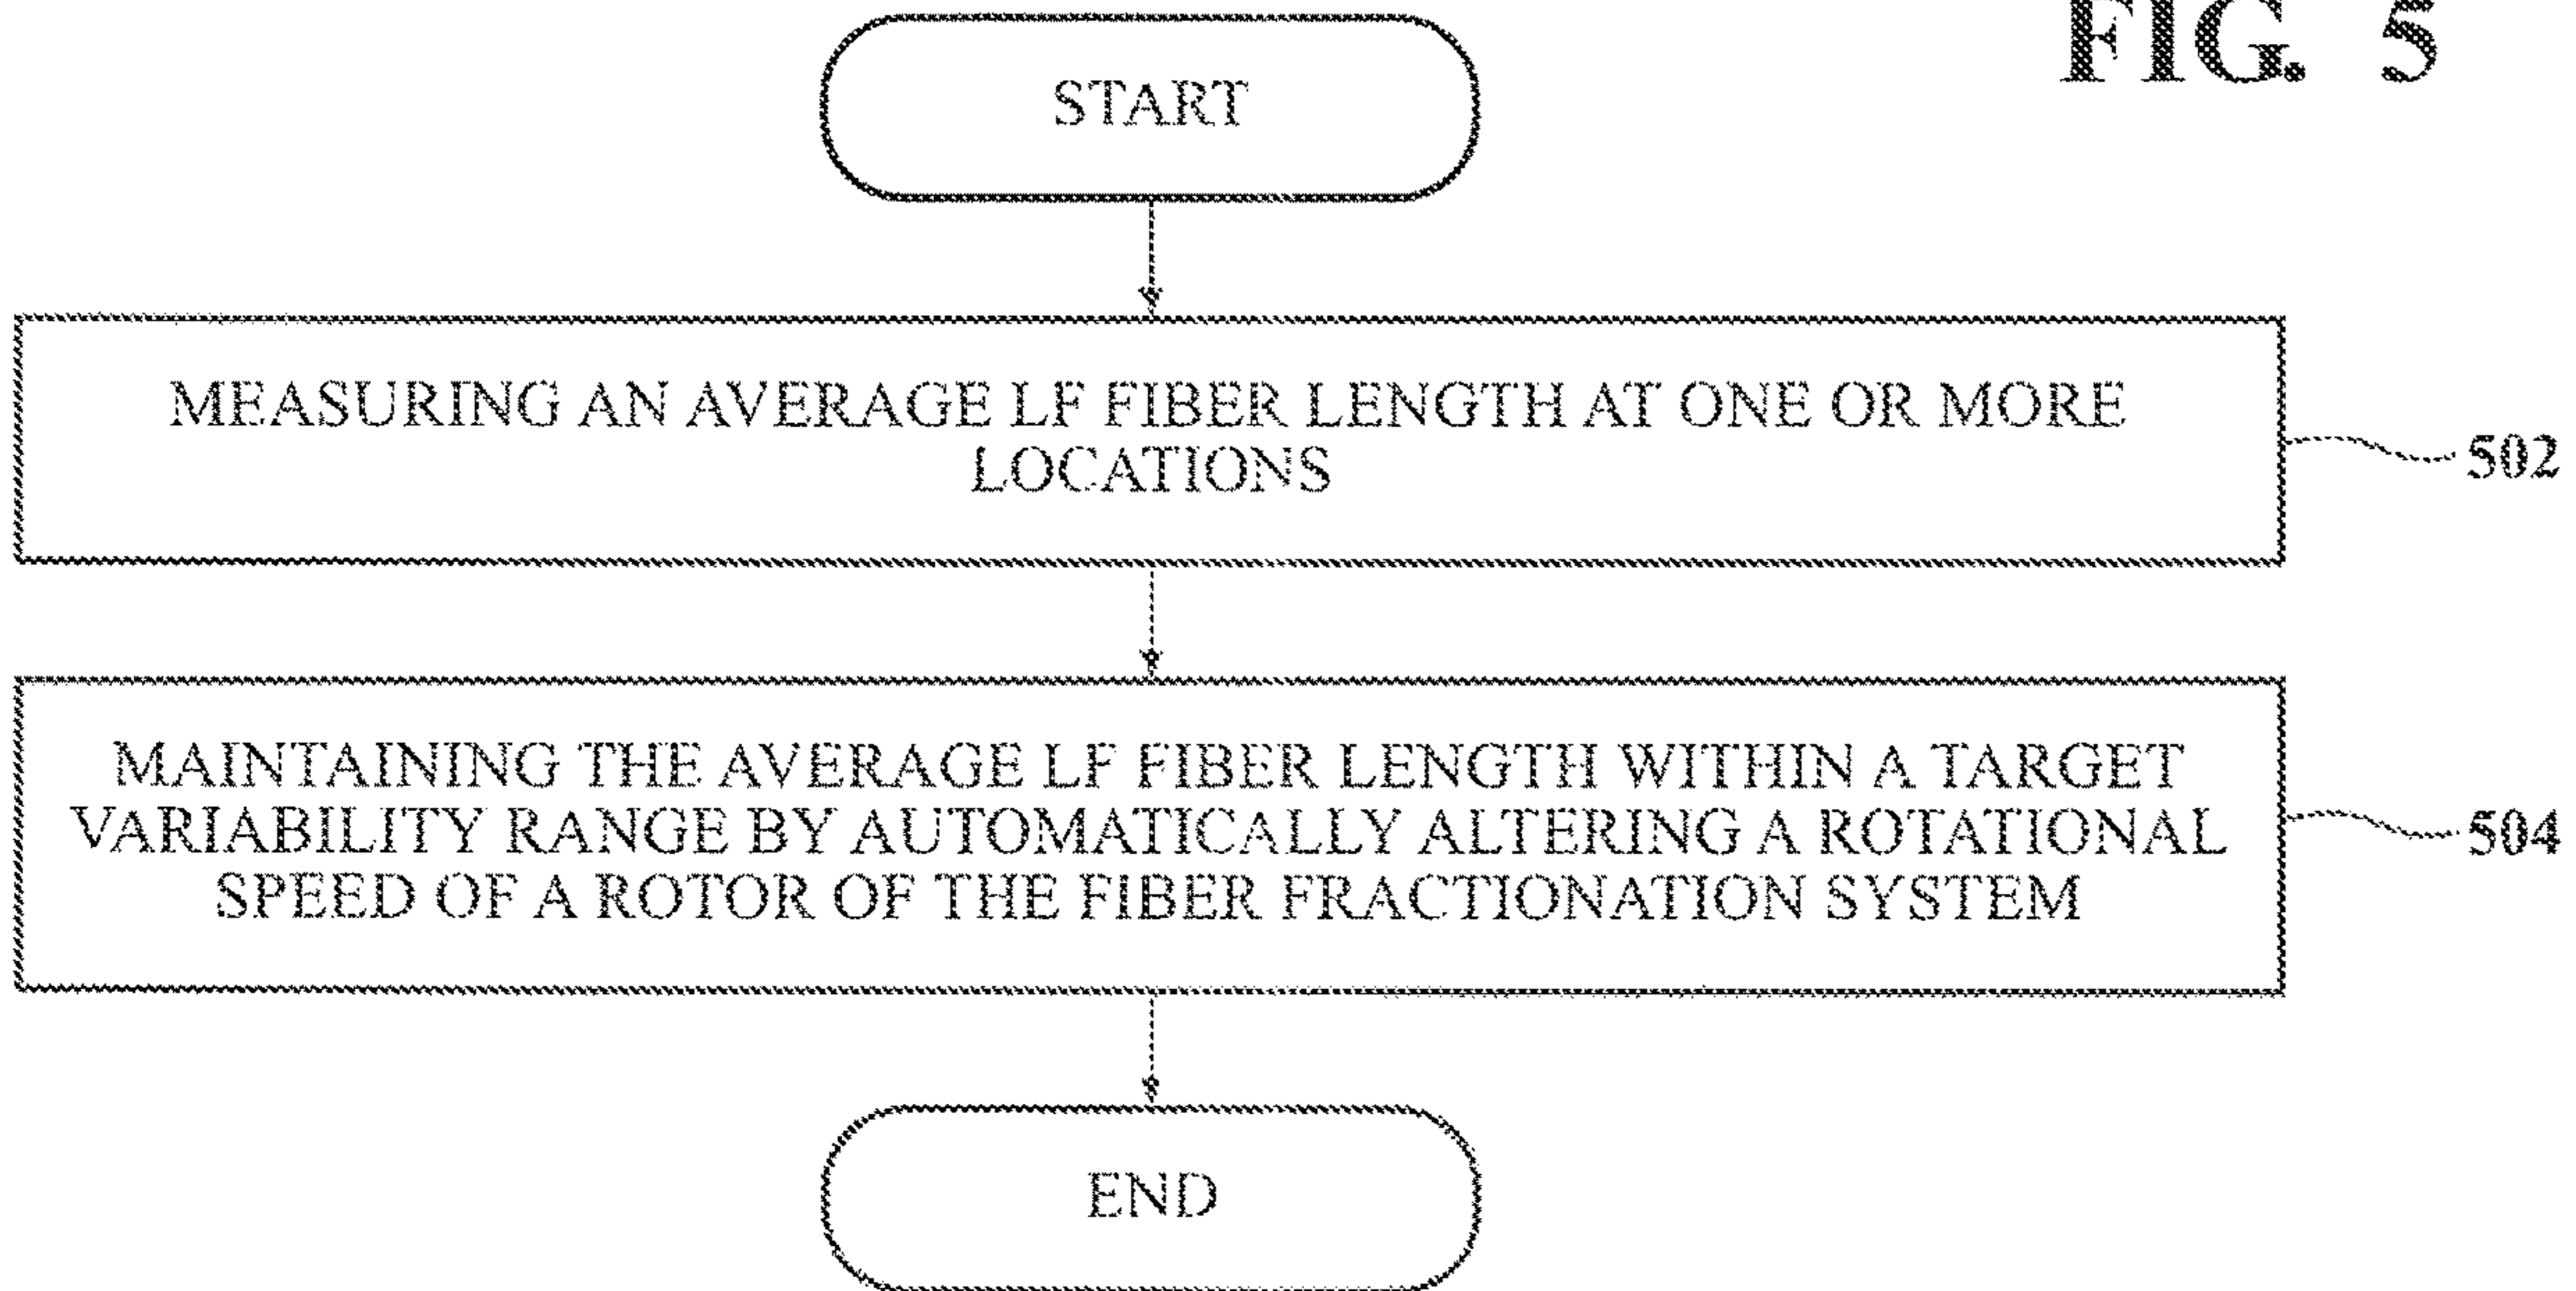 FIG. 5
START
MEASURING AN AVERAGE LF FIBER LENGTH AT ONE OR MORE
LOCATIONS
502
MAINTAINING THE AVERAGE LF FIBER LENGTH WITHIN A TARGET
VARIABILITY RANGE BY AUTOMATICALLY ALTERING A ROTATIONAL
SPEED OF A ROTOR OF THE FIBER FRACTIONATION SYSTEM
504
END